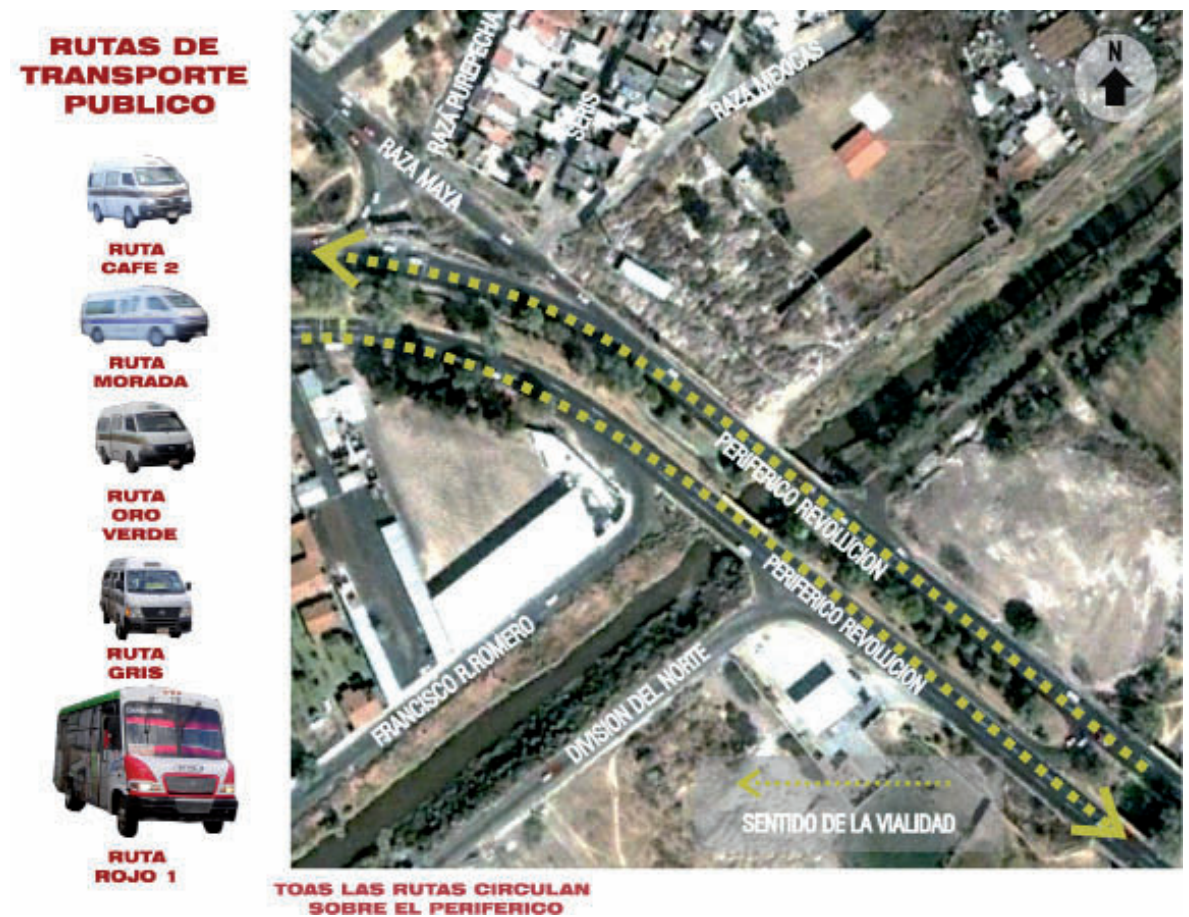 RUTAS DE
TRANSPORTE
PUBLICO
RUTA
CAFE 2
RUTA
MORADA
RUTA
ORO
VERDE
RUTA
GRIS
RUTA
ROJO 1
N
RAZA PUREPECHA
SERIS
RAZA MEXICAS
RAZA MAYA
PERIFERICO REVOLUCION
PERIFERICO REVOLUCION
FRANCISCO R.ROMERO
DIVISION DEL NORTE
SENTIDO DE LA VIALIDAD
TOAS LAS RUTAS CIRCULAN
SOBRE EL PERIFERICO